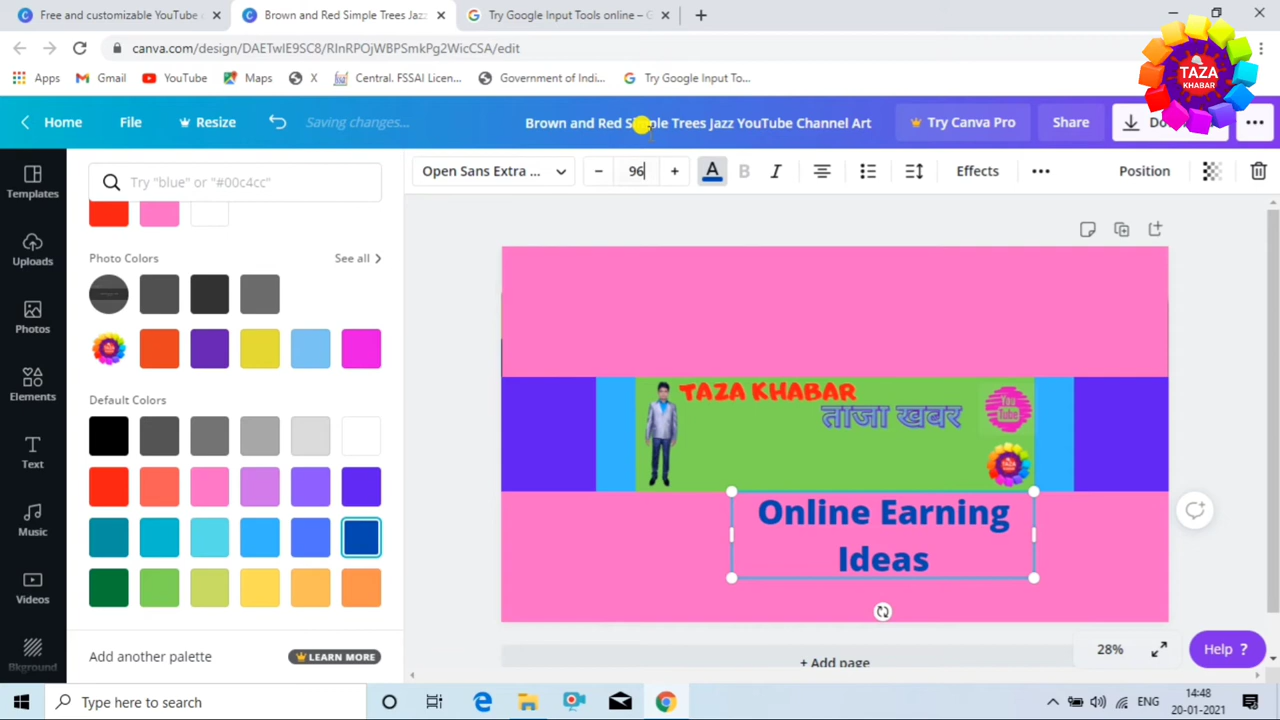 Free and customizable YouTube c
Brown and Red Simple Trees Jazz
Try Google Input Tools online – G
canva.com/design/DAETwIE9SC8/RInRPOjWBPSmkPg2WicCSA/edit
Apps
Gmail
YouTube
Maps
X
Central. FSSAI Licen...
Government of Indi...
Try Google Input To...
TAZA
KHABAR
Home
File
Resize
Saving changes...
Brown and Red Simple Trees Jazz YouTube Channel Art
Try Canva Pro
Share
Open Sans Extra ...
96
A
B
I
Effects
Position
Templates
Uploads
Photos
Elements
Text
Music
Videos
Bkground
Try "blue" or "#00c4cc"
Photo Colors
See all
Default Colors
Add another palette
LEARN MORE
TAZA KHABAR
ताजा खबर
You
Tube
Online Earning
Ideas
+ Add page
28%
Help ?
Type here to search
ENG
14:48
20-01-2021